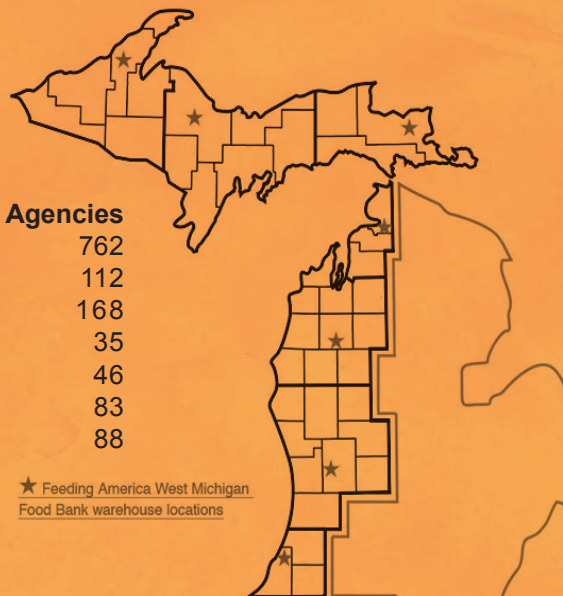 Agencies
762
112
168
35
46
83
88
Feeding America West Michigan
Food Bank warehouse locations